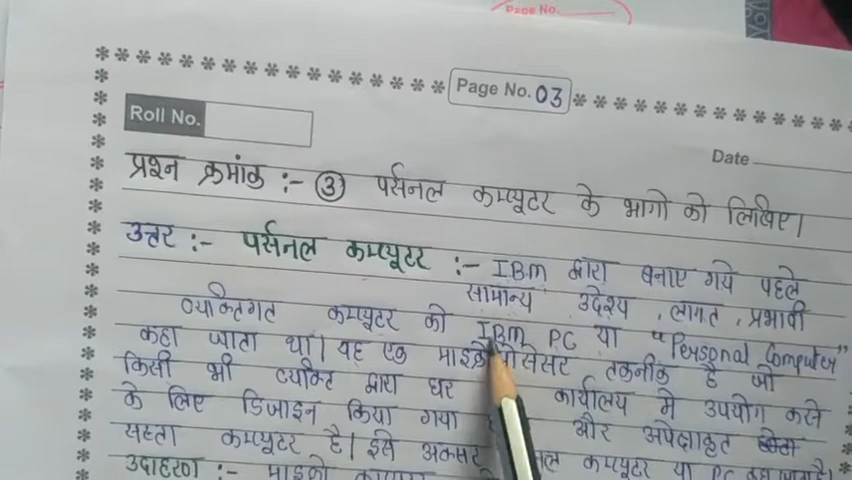 Page No.
Page No. 03
Roll No.
Date
प्रश्न क्रमांक :- ③ पर्सनल कम्प्यूटर के भागो को लिखिए।
उत्तर :- पर्सनल कम्प्यूटर :- IBM द्वारा बनाए गये पहले
सामान्य उदेश्य , लागत , प्रभावी
व्यक्तिगत कम्प्यूटर को IBM PC या "Personal Computer"
कहा जाता था। यह एक तकनीक है जो
किसी भी व्यक्ति द्वारा घर कार्यालय में उपयोग करने
के लिए डिजाइन किया गया और अपेक्षाकृत
सस्ता कम्प्यूटर है। इसे अक्सर कम्प्यूटर या PC कहा जाता है।
उदाहरण :-